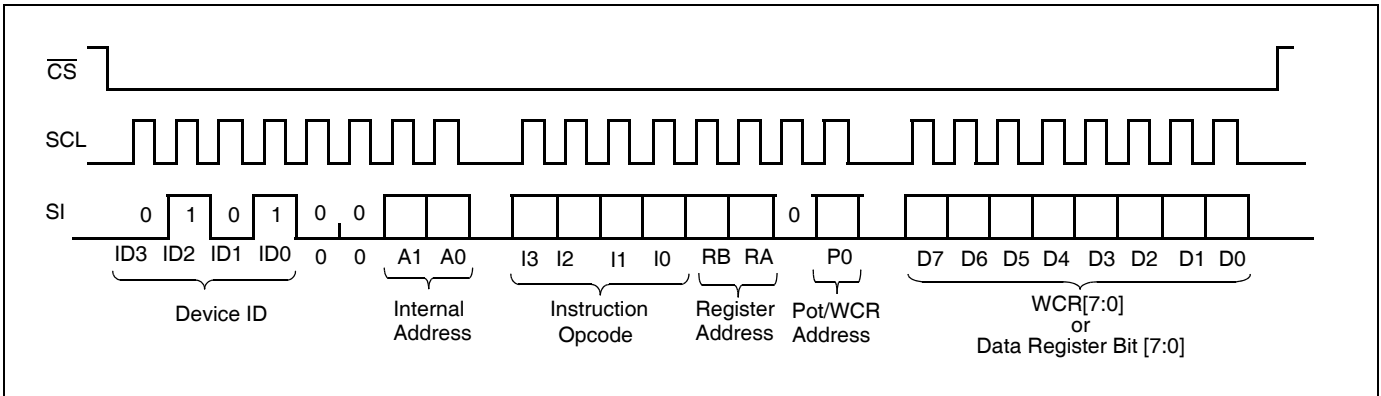 CS
SCL
SI
0 1 0 1 0 0 0
ID3 ID2 ID1 ID0 0 0 A1 A0 I3 I2 I1 I0 RB RA P0 D7 D6 D5 D4 D3 D2 D1 D0
Device ID
Internal
Address
Instruction
Opcode
Register
Address
Pot/WCR
Address
WCR[7:0]
or
Data Register Bit [7:0]